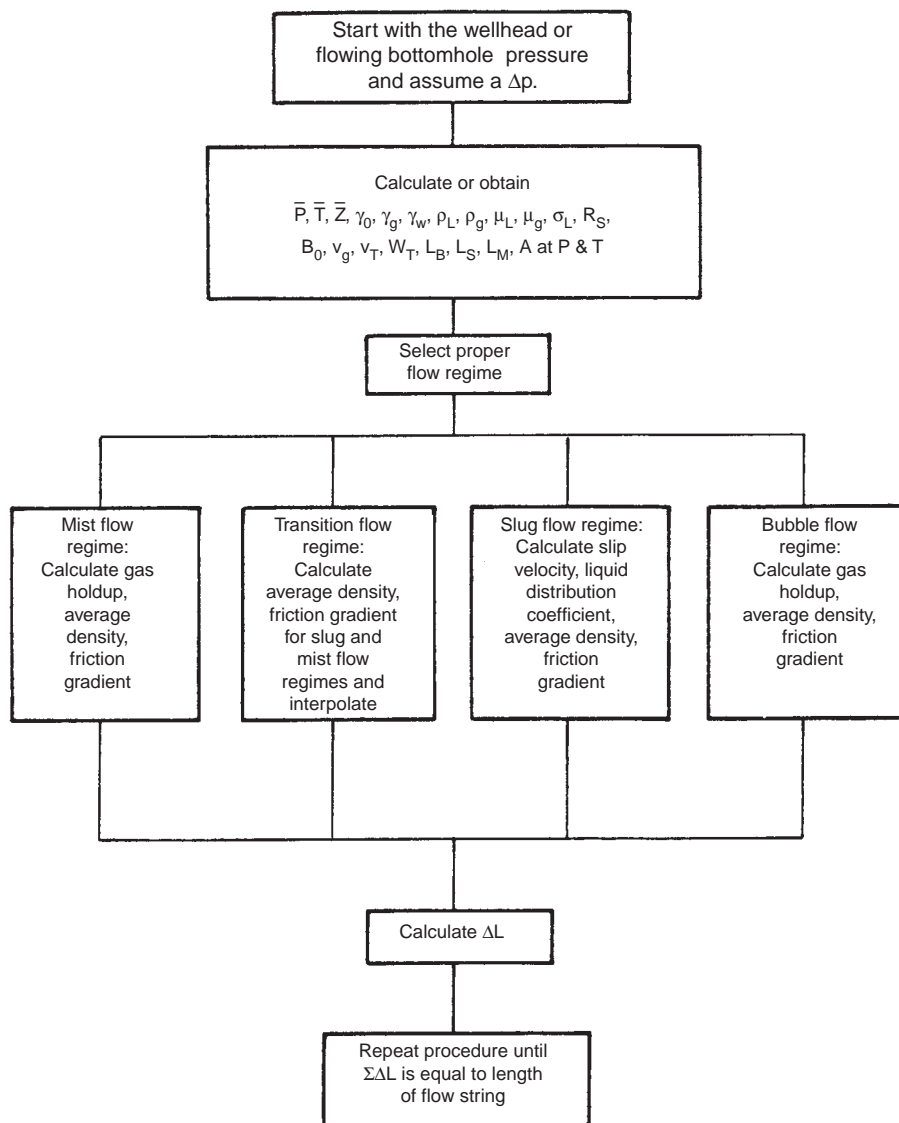 Start with the wellhead or
flowing bottomhole pressure
and assume a Δp.
Calculate or obtain
P̅, T̅, Z̅, γ₀, γg, γw, ρL, ρg, μL, μg, σL, RS,
B₀, vg, vT, WT, LB, LS, LM, A at P & T
Select proper
flow regime
Mist flow
regime:
Calculate gas
holdup,
average
density,
friction
gradient
Transition flow
regime:
Calculate
average density,
friction gradient
for slug and
mist flow
regimes and
interpolate
Slug flow regime:
Calculate slip
velocity, liquid
distribution
coefficient,
average density,
friction
gradient
Bubble flow
regime:
Calculate gas
holdup,
average density,
friction
gradient
Calculate ΔL
Repeat procedure until
ΣΔL is equal to length
of flow string